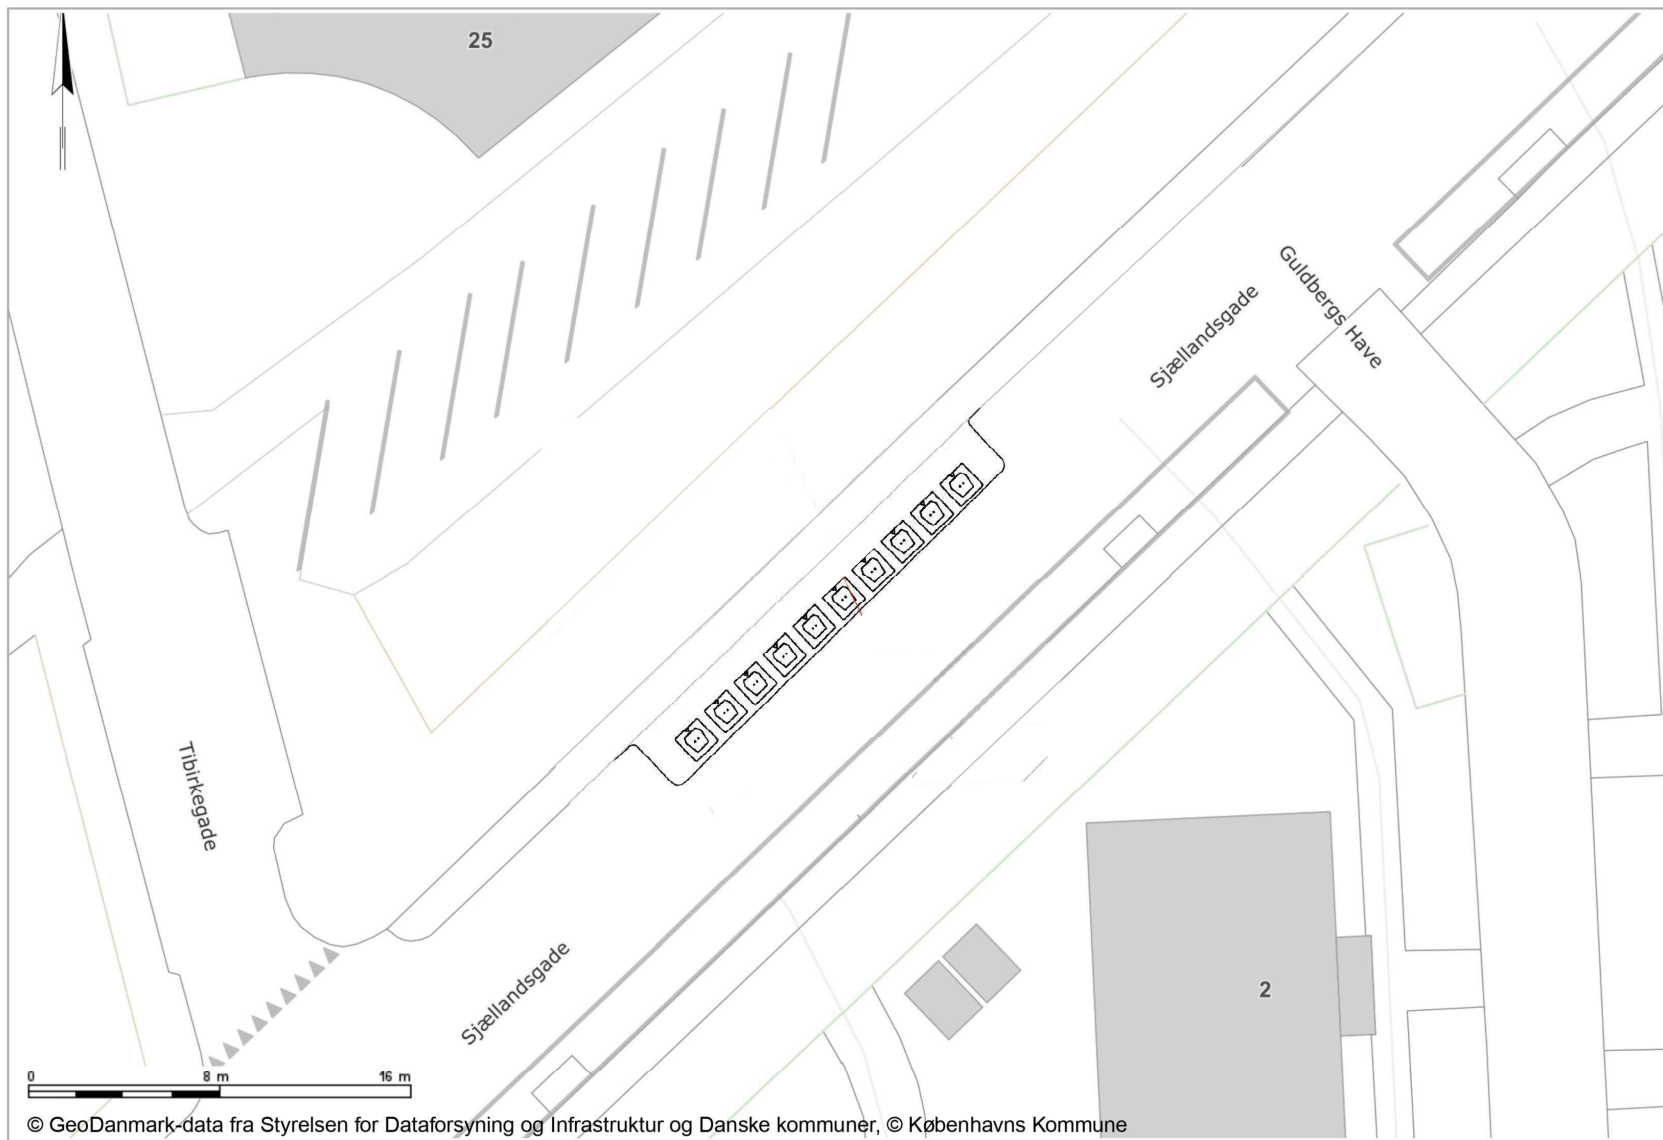 25
Guldbergs Have
Sjællandsgade
Tibirkegade
Sjællandsgade
2
0 8 m 16 m
© GeoDanmark-data fra Styrelsen for Dataforsyning og Infrastruktur og Danske kommuner, © Københavns Kommune